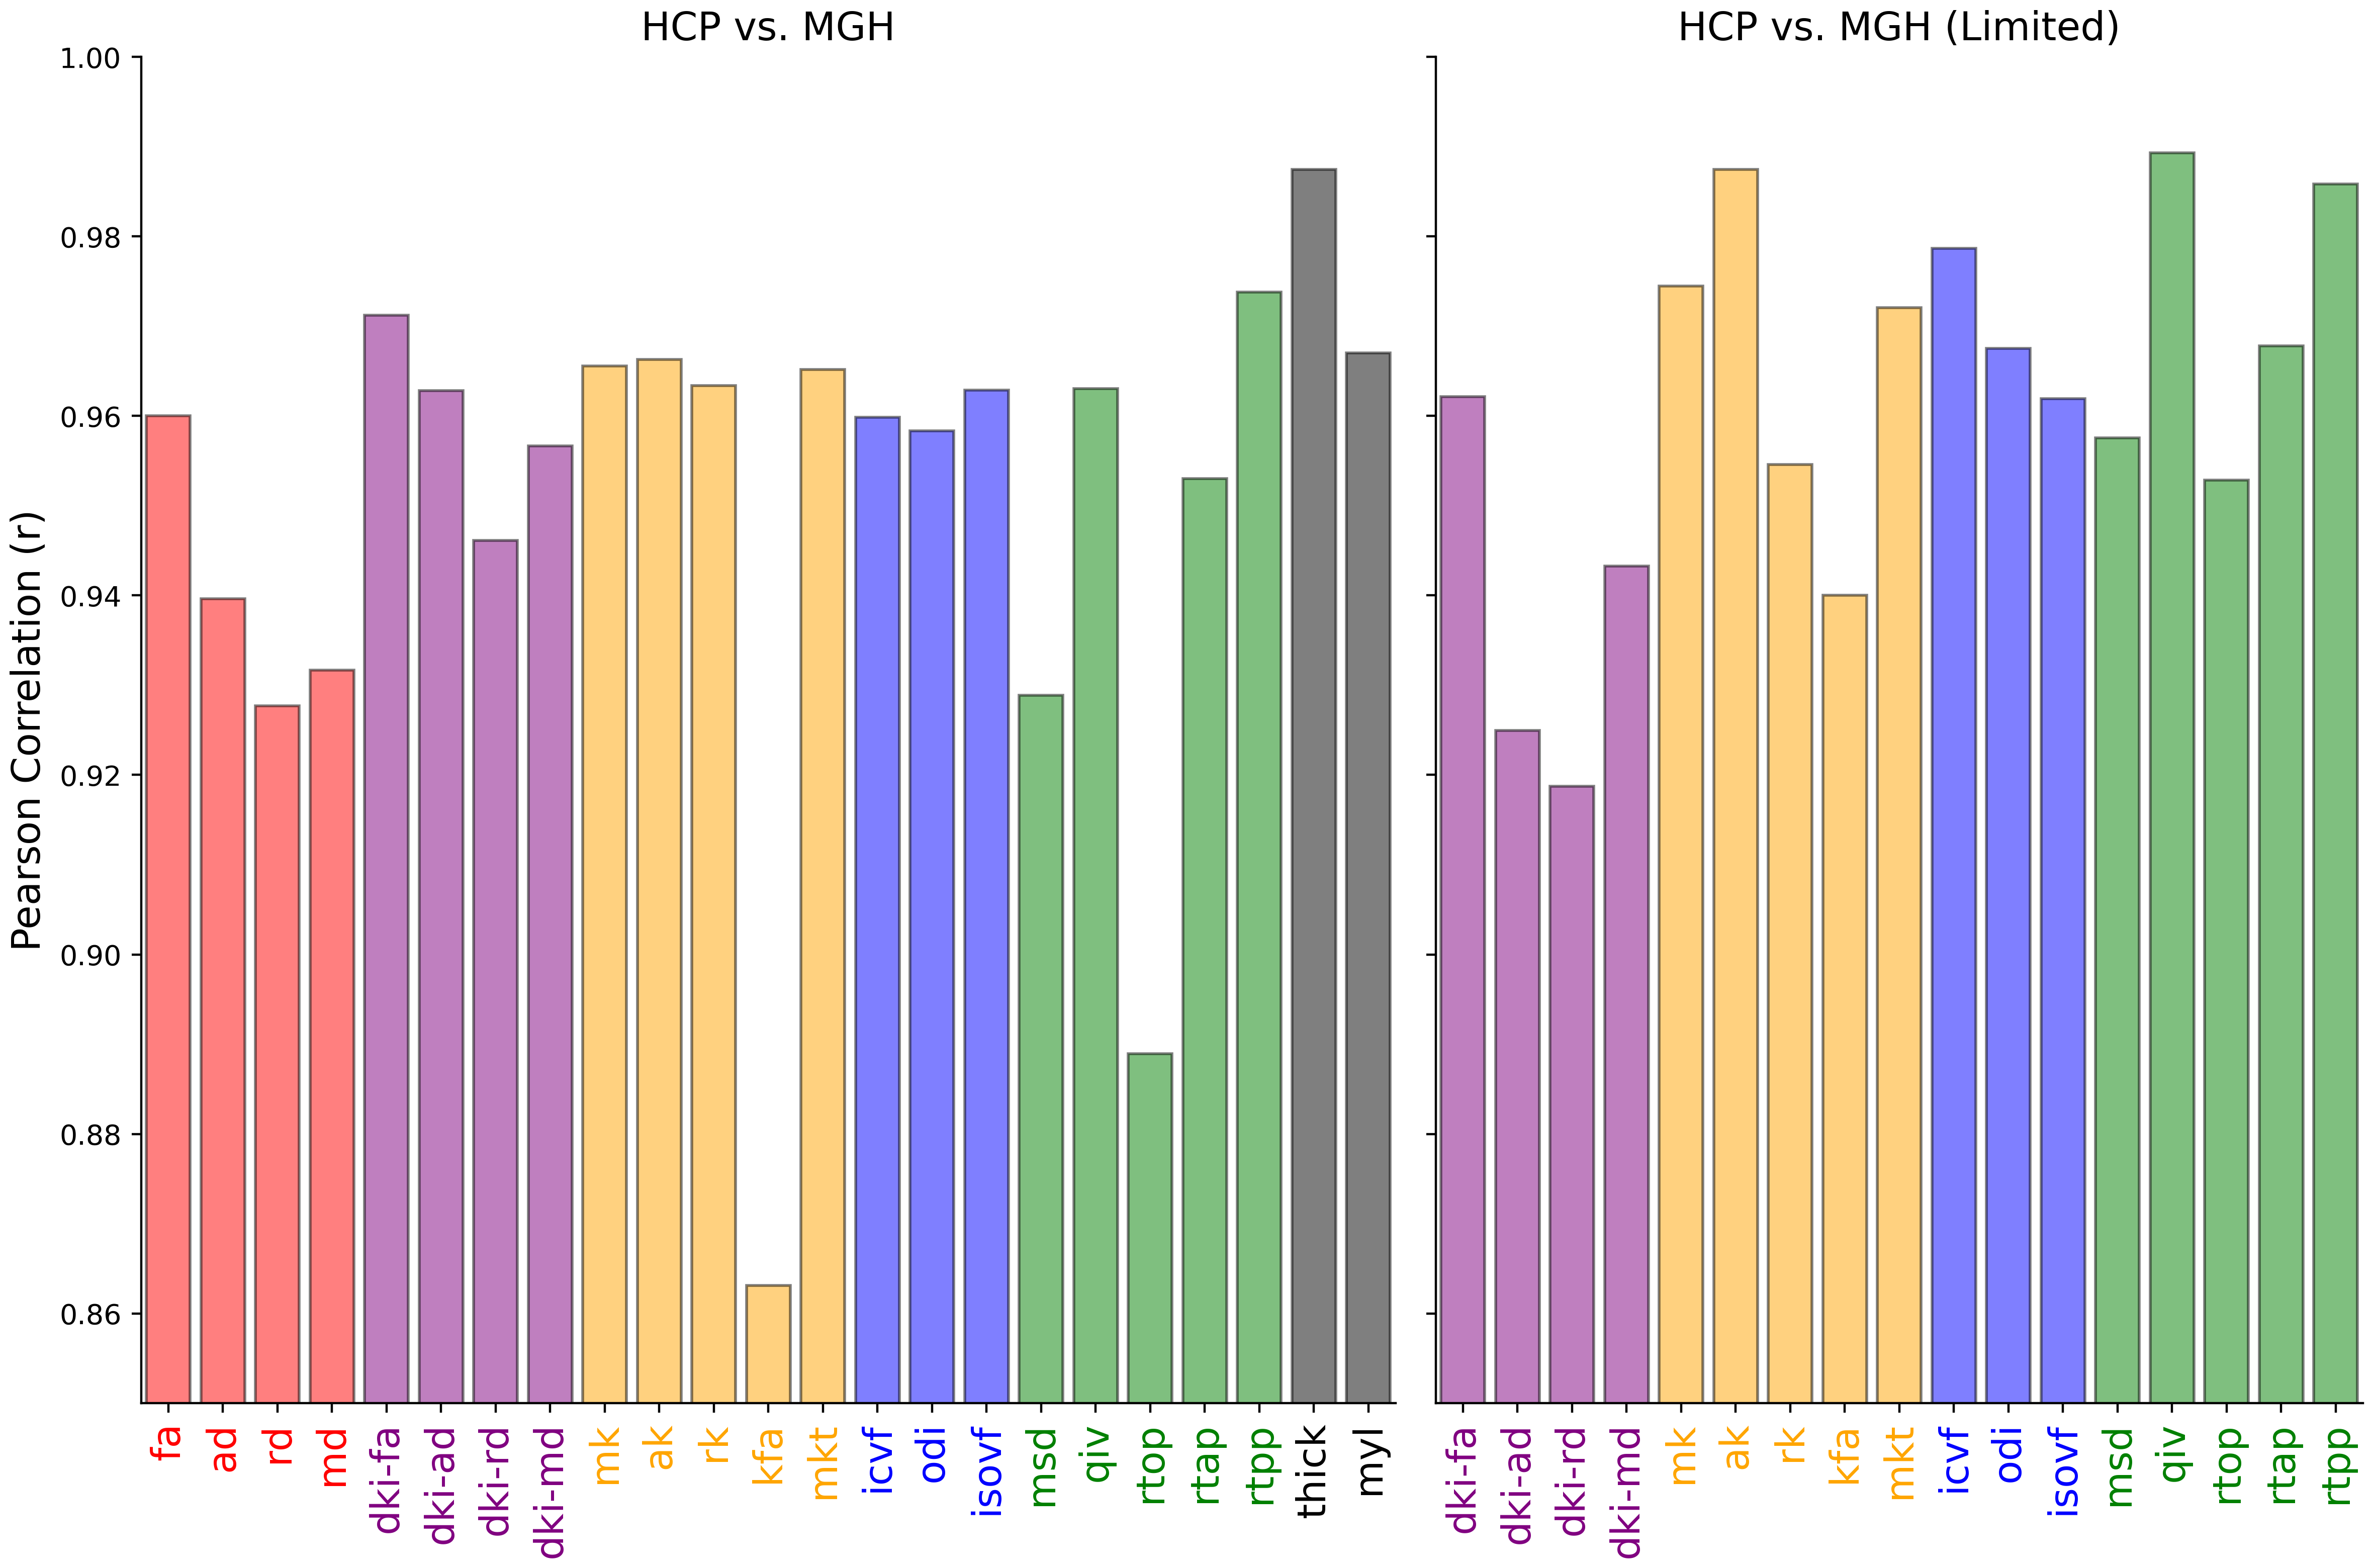 HCP vs. MGH
HCP vs. MGH (Limited)
Pearson Correlation (r)
1.00
0.98
0.96
0.94
0.92
0.90
0.88
0.86
fa
ad
rd
md
dki-fa
dki-ad
dki-rd
dki-md
mk
ak
rk
kfa
mkt
icvf
odi
isovf
msd
qiv
rtop
rtap
rtpp
thick
myl
dki-fa
dki-ad
dki-rd
dki-md
mk
ak
rk
kfa
mkt
icvf
odi
isovf
msd
qiv
rtop
rtap
rtpp